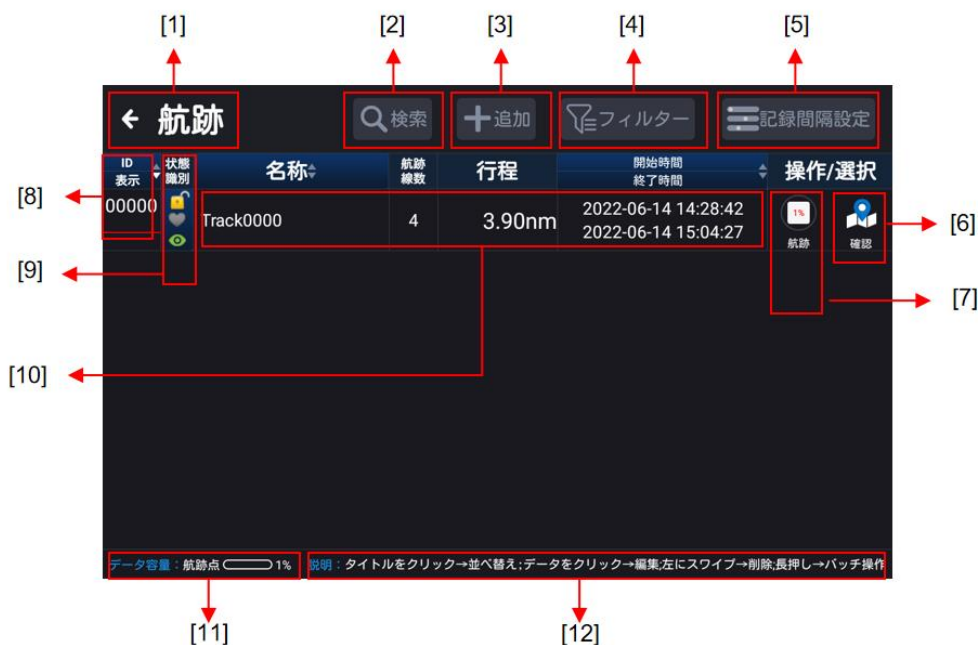 [1] [2] [3] [4] [5]
航跡 検索 追加 フィルター 記録間隔設定
ID
表示
状態
識別
名称
航跡
線数
行程
開始時間
終了時間
操作/選択
[8]
00000
Track0000
4
3.90nm
2022-06-14 14:28:42
2022-06-14 15:04:27
1%
航跡
確認
[6]
[9]
[7]
[10]
データ容量：航跡点 1%
説明：タイトルをクリック→並べ替え;データをクリック→編集;左にスワイプ→削除;長押し→バッチ操作
[11] [12]